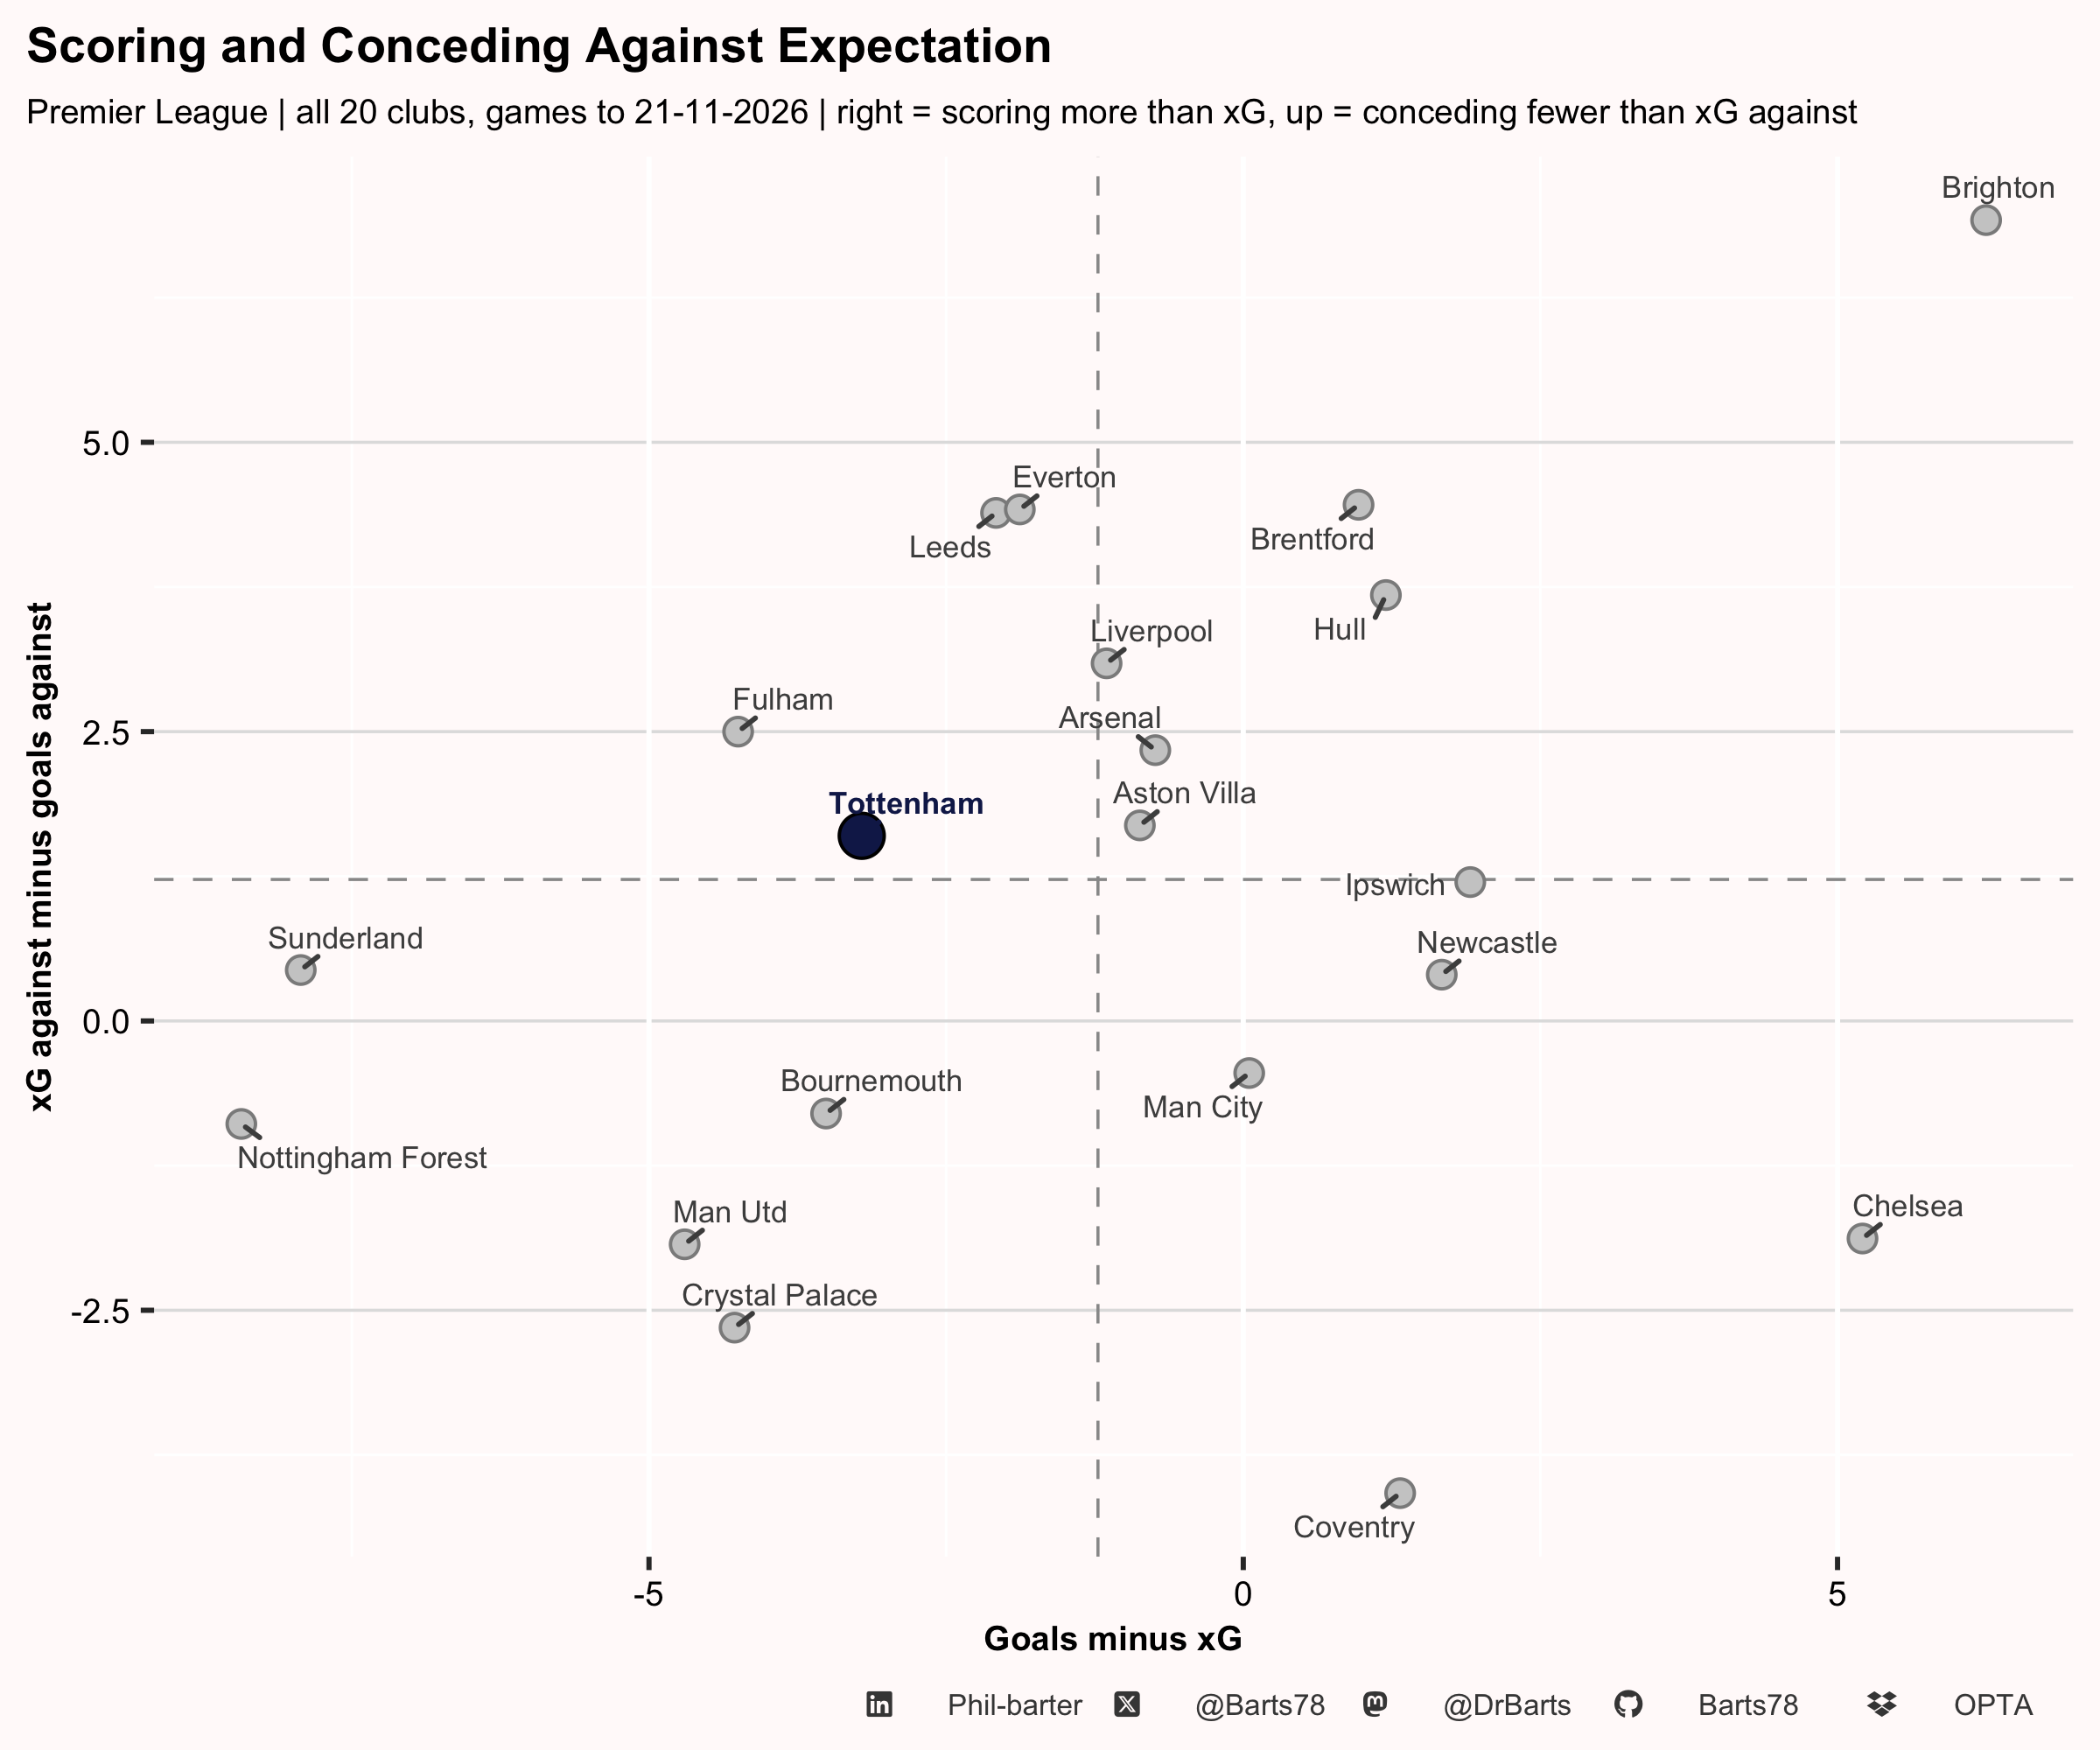 Scoring and Conceding Against Expectation
Premier League | all 20 clubs, games to 21-11-2026 | right = scoring more than xG, up = conceding fewer than xG against
Brighton
5.0
Everton
Leeds
Brentford
Hull
Liverpool
Fulham
2.5
Arsenal
Aston Villa
Tottenham
Ipswich
Sunderland
Newcastle
0.0
Bournemouth
Man City
Nottingham Forest
Man Utd
Chelsea
Crystal Palace
-2.5
Coventry
xG against minus goals against
-5 0 5
Goals minus xG
Phil-barter @Barts78 @DrBarts Barts78 OPTA